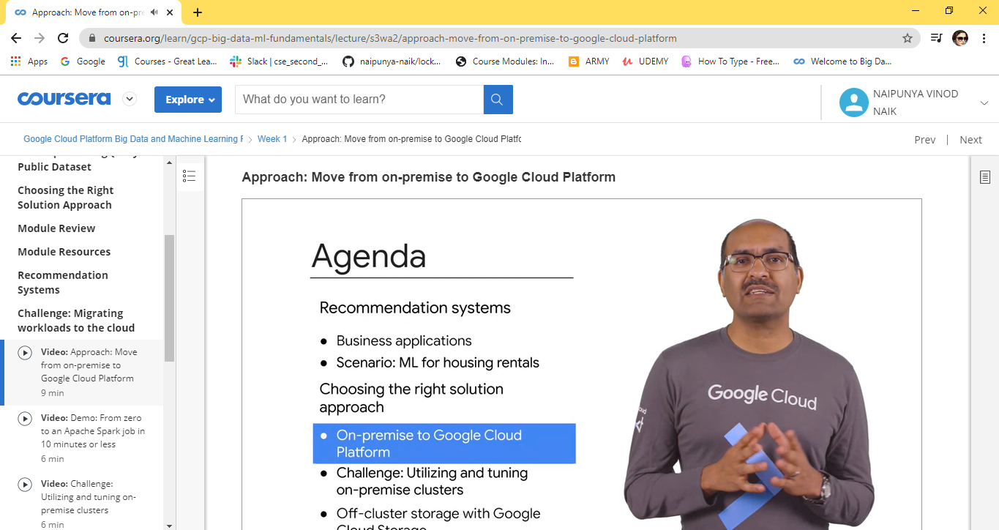 Approach: Move from on-pre
coursera.org/learn/gcp-big-data-ml-fundamentals/lecture/s3wa2/approach-move-from-on-premise-to-google-cloud-platform
Apps
Google
Courses - Great Lea...
Slack | cse_second_...
naipunya-naik/lock...
Course Modules: In...
ARMY
UDEMY
How To Type - Free...
Welcome to Big Da...
coursera
Explore
What do you want to learn?
NAIPUNYA VINOD
NAIK
Google Cloud Platform Big Data and Machine Learning F
Week 1
Approach: Move from on-premise to Google Cloud Platfo
Prev | Next
Public Dataset
Choosing the Right
Solution Approach
Module Review
Module Resources
Recommendation
Systems
Challenge: Migrating
workloads to the cloud
Video: Approach: Move
from on-premise to
Google Cloud Platform
9 min
Video: Demo: From zero
to an Apache Spark job in
10 minutes or less
6 min
Video: Challenge:
Utilizing and tuning on-
premise clusters
6 min
Approach: Move from on-premise to Google Cloud Platform
Agenda
Recommendation systems
● Business applications
● Scenario: ML for housing rentals
Choosing the right solution
approach
● On-premise to Google Cloud
Platform
● Challenge: Utilizing and tuning
on-premise clusters
● Off-cluster storage with Google
Cloud Storage
Google Cloud